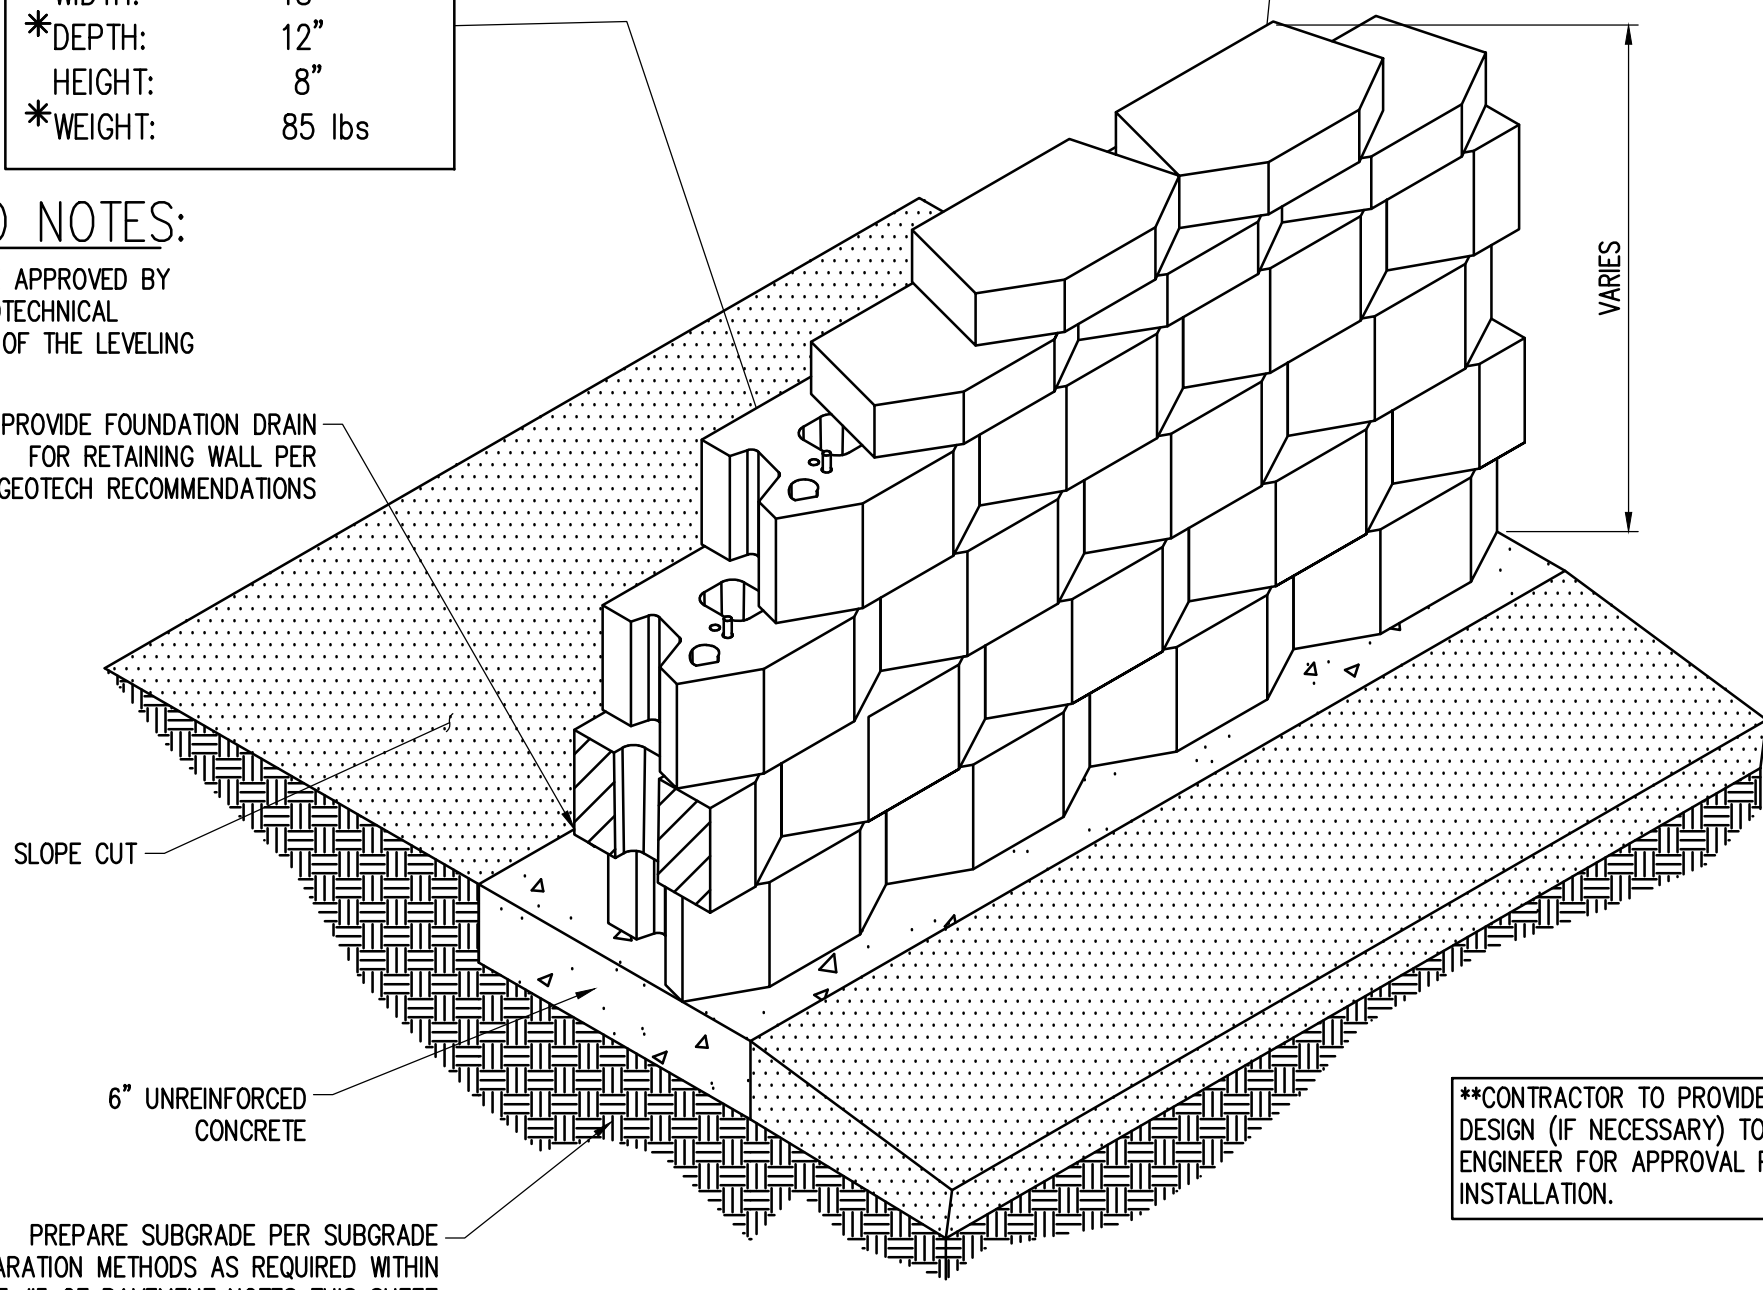 *DEPTH: 12"
HEIGHT: 8"
*WEIGHT: 85 lbs
NOTES:
APPROVED BY
OF THE LEVELING
PROVIDE FOUNDATION DRAIN
FOR RETAINING WALL PER
GEOTECH RECOMMENDATIONS
VARIES
SLOPE CUT
6" UNREINFORCED
CONCRETE
PREPARE SUBGRADE PER SUBGRADE
METHODS AS REQUIRED WITHIN
**CONTRACTOR TO PROVIDE
DESIGN (IF NECESSARY) TO
ENGINEER FOR APPROVAL
INSTALLATION.